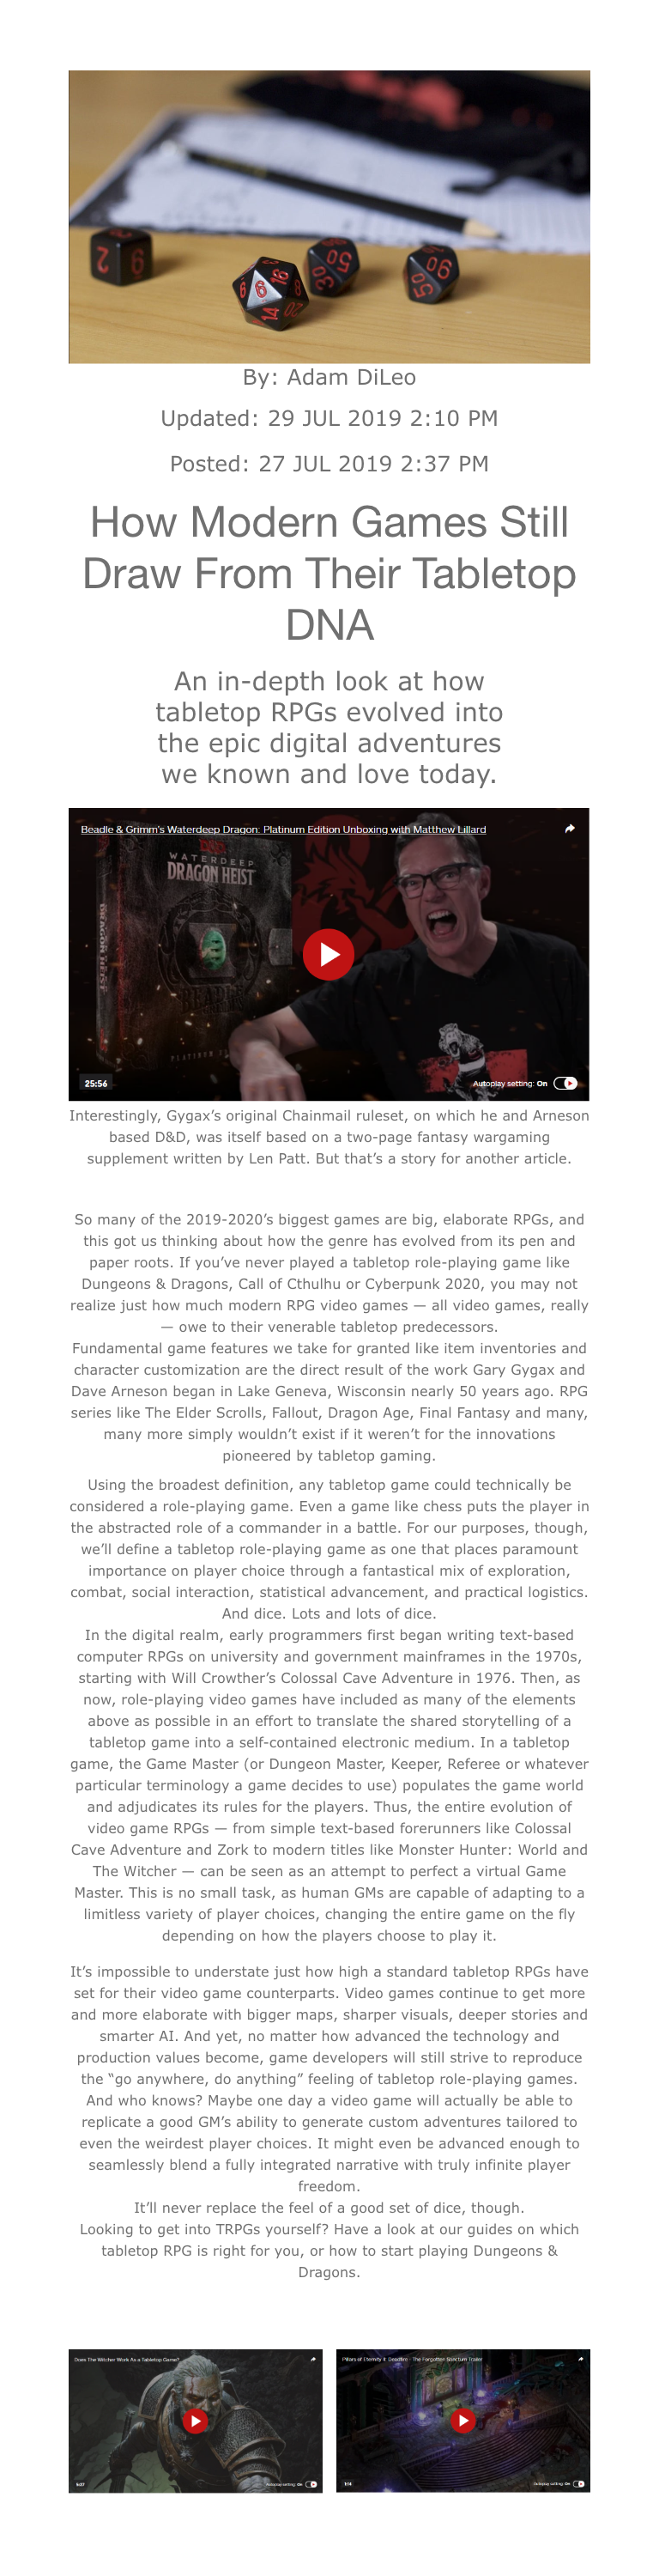 2
6
16
8
9
14
20
50
30
90
50
By: Adam DiLeo
Updated: 29 JUL 2019 2:10 PM
Posted: 27 JUL 2019 2:37 PM
How Modern Games Still
Draw From Their Tabletop
DNA
An in-depth look at how
tabletop RPGs evolved into
the epic digital adventures
we known and love today.
Beadle & Grimm's Waterdeep Dragon: Platinum Edition Unboxing with Matthew Lillard
WATERDEEP
DRAGON HEIST
DRAGON HEIST
25:56
Autoplay setting: On
Interestingly, Gygax’s original Chainmail ruleset, on which he and Arneson
based D&D, was itself based on a two-page fantasy wargaming
supplement written by Len Patt. But that’s a story for another article.
So many of the 2019-2020’s biggest games are big, elaborate RPGs, and
this got us thinking about how the genre has evolved from its pen and
paper roots. If you’ve never played a tabletop role-playing game like
Dungeons & Dragons, Call of Cthulhu or Cyberpunk 2020, you may not
realize just how much modern RPG video games — all video games, really
— owe to their venerable tabletop predecessors.
Fundamental game features we take for granted like item inventories and
character customization are the direct result of the work Gary Gygax and
Dave Arneson began in Lake Geneva, Wisconsin nearly 50 years ago. RPG
series like The Elder Scrolls, Fallout, Dragon Age, Final Fantasy and many,
many more simply wouldn’t exist if it weren’t for the innovations
pioneered by tabletop gaming.
Using the broadest definition, any tabletop game could technically be
considered a role-playing game. Even a game like chess puts the player in
the abstracted role of a commander in a battle. For our purposes, though,
we’ll define a tabletop role-playing game as one that places paramount
importance on player choice through a fantastical mix of exploration,
combat, social interaction, statistical advancement, and practical logistics.
And dice. Lots and lots of dice.
In the digital realm, early programmers first began writing text-based
computer RPGs on university and government mainframes in the 1970s,
starting with Will Crowther’s Colossal Cave Adventure in 1976. Then, as
now, role-playing video games have included as many of the elements
above as possible in an effort to translate the shared storytelling of a
tabletop game into a self-contained electronic medium. In a tabletop
game, the Game Master (or Dungeon Master, Keeper, Referee or whatever
particular terminology a game decides to use) populates the game world
and adjudicates its rules for the players. Thus, the entire evolution of
video game RPGs — from simple text-based forerunners like Colossal
Cave Adventure and Zork to modern titles like Monster Hunter: World and
The Witcher — can be seen as an attempt to perfect a virtual Game
Master. This is no small task, as human GMs are capable of adapting to a
limitless variety of player choices, changing the entire game on the fly
depending on how the players choose to play it.
It’s impossible to understate just how high a standard tabletop RPGs have
set for their video game counterparts. Video games continue to get more
and more elaborate with bigger maps, sharper visuals, deeper stories and
smarter AI. And yet, no matter how advanced the technology and
production values become, game developers will still strive to reproduce
the “go anywhere, do anything” feeling of tabletop role-playing games.
And who knows? Maybe one day a video game will actually be able to
replicate a good GM’s ability to generate custom adventures tailored to
even the weirdest player choices. It might even be advanced enough to
seamlessly blend a fully integrated narrative with truly infinite player
freedom.
It’ll never replace the feel of a good set of dice, though.
Looking to get into TRPGs yourself? Have a look at our guides on which
tabletop RPG is right for you, or how to start playing Dungeons &
Dragons.
Does The Witcher Work As a Tabletop Game?
Autoplay setting: On
Pillars of Eternity II: Deadfire - The Forgotten Sanctum Trailer
Autoplay setting: On